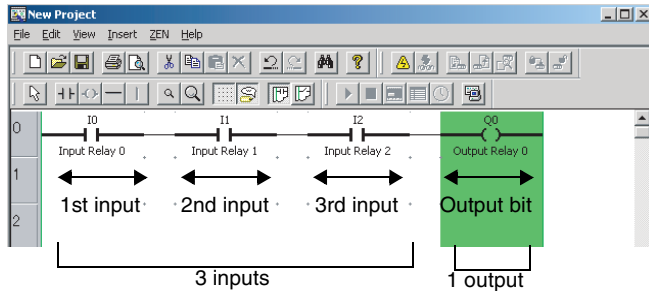 New Project
File Edit View Insert ZEN Help
0 I0 I1 I2 Q0
Input Relay 0 Input Relay 1 Input Relay 2 Output Relay 0
1
1st input 2nd input 3rd input Output bit
2
3 inputs 1 output